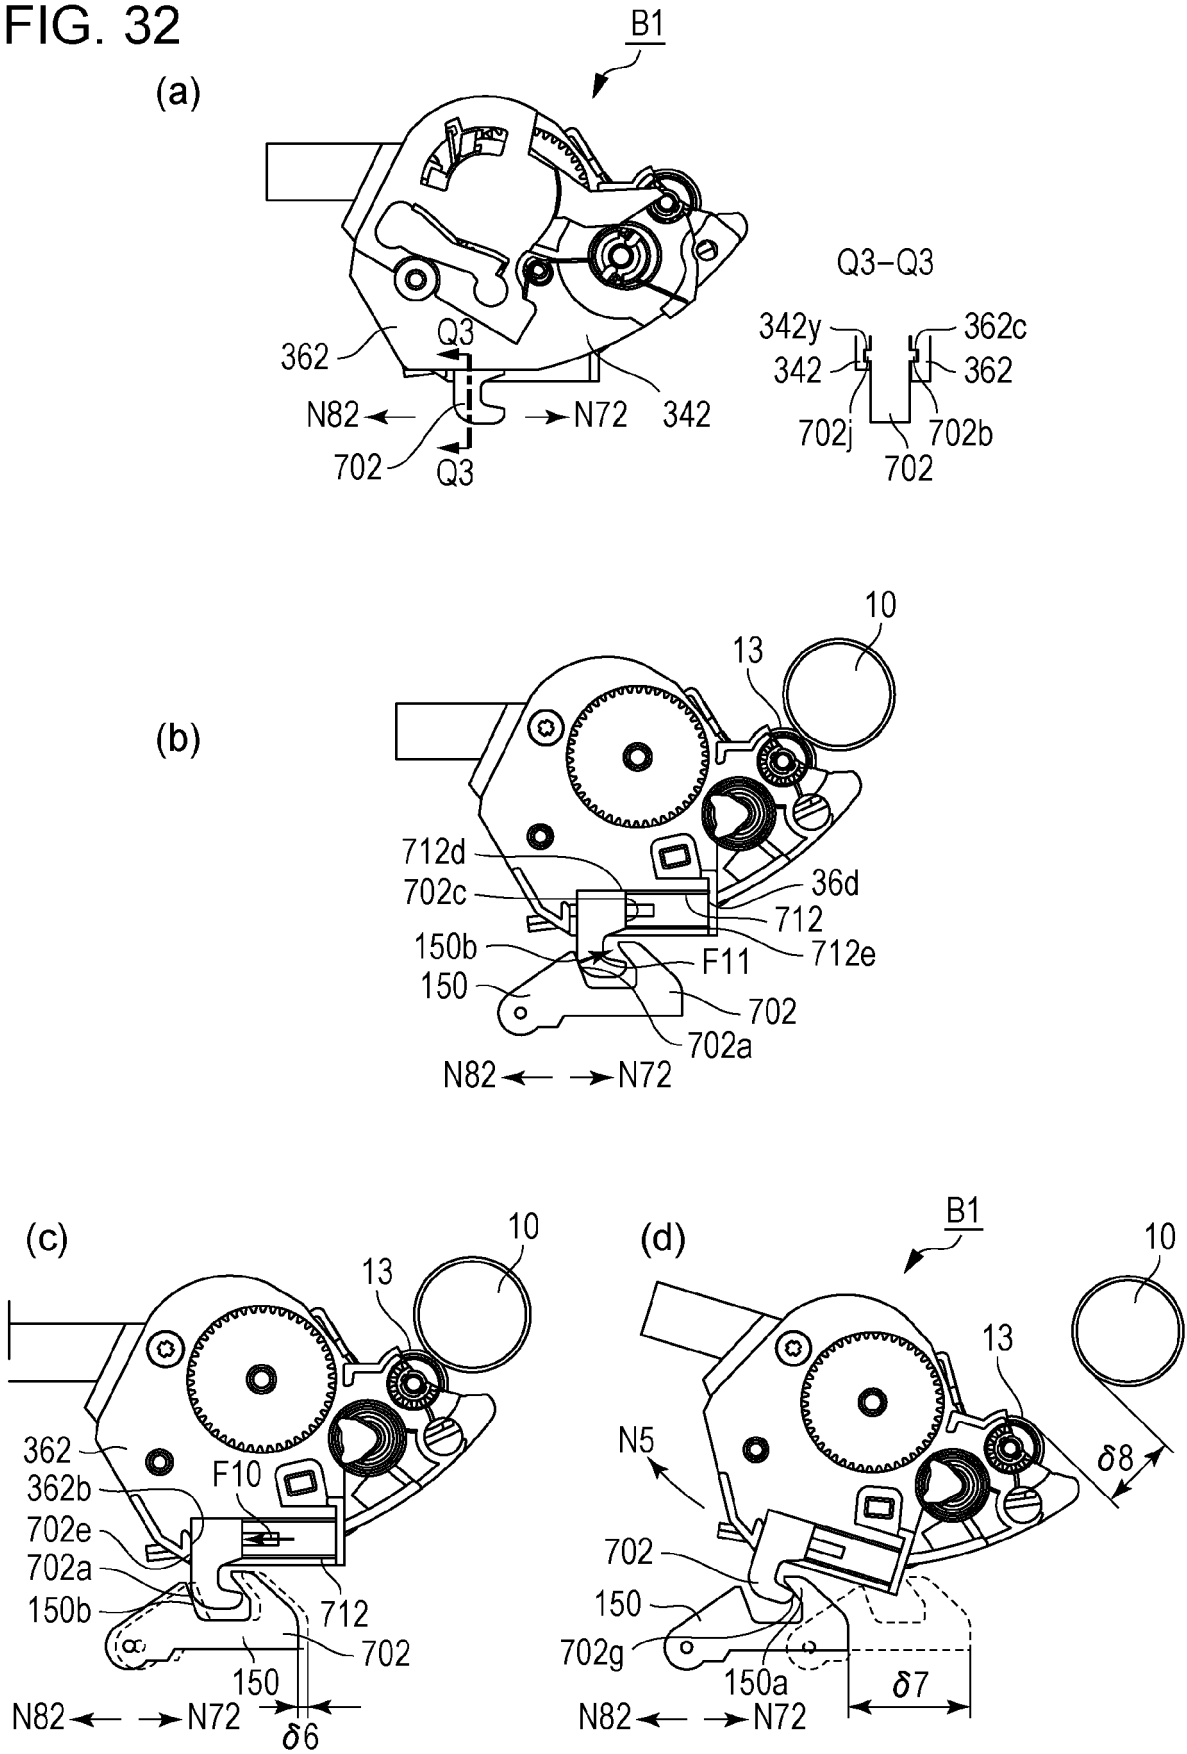 FIG. 32
B1
(a)
Q3-Q3
Q3
342y 362c
362
342 362
N82 N72 342
702j 702b
702 702
Q3
10
13
(b)
712d
702c 36d
712
150b F11 712e
150
702
702a
N82 N72
(c) 10 (d) B1 10
13 13
362 N5 δ8
F10
362b
702e 702
702a
150b 712 150
702 702g
150 150a δ7
N82 N72 N82 N72
δ6